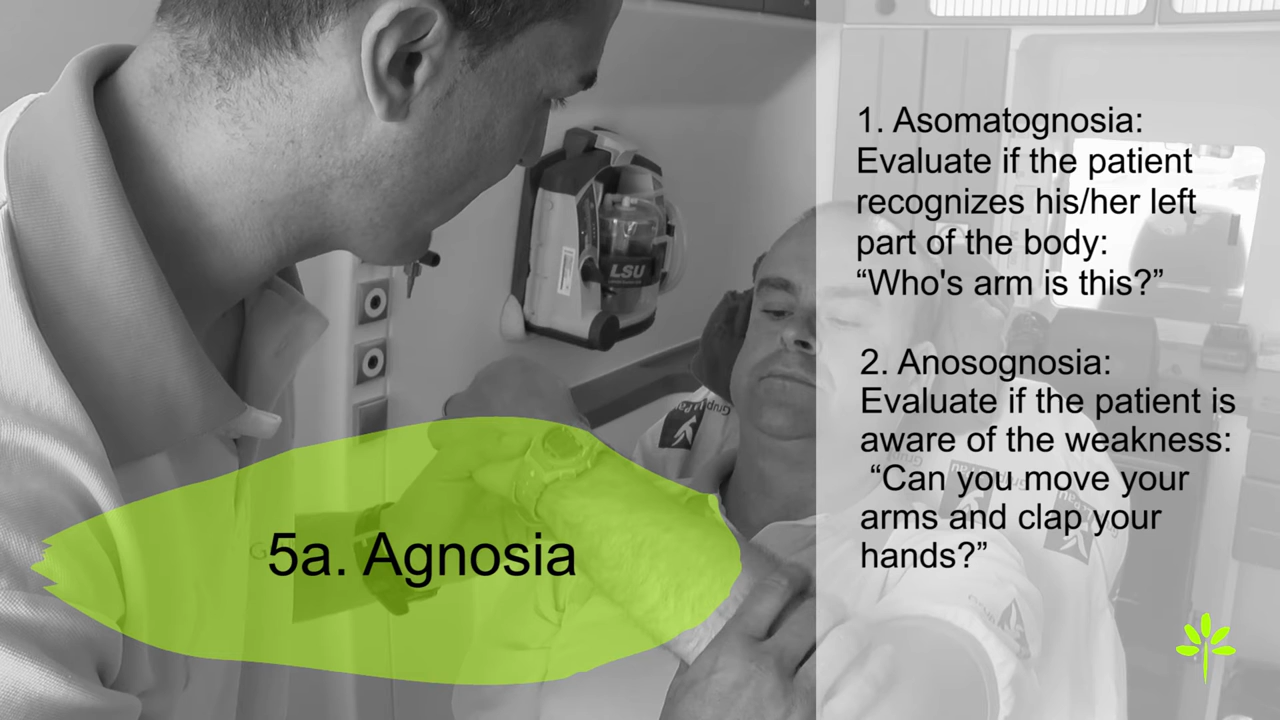 1. Asomatognosia:
Evaluate if the patient
recognizes his/her left
part of the body:
“Who's arm is this?”
2. Anosognosia:
Evaluate if the patient is
aware of the weakness:
“Can you move your
arms and clap your
hands?”
5a. Agnosia
LSU